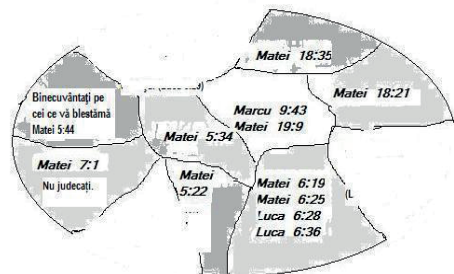 Matei 18:35
Matei 18:21
Binecuvântaţi pe
cei ce vă blestămă
Matei 5:44
Marcu 9:43
Matei 19:9
Matei 5:34
Matei 7:1
Nu judecaţi.
Matei
5:22
Matei 6:19
Matei 6:25
Luca 6:28
Luca 6:36
(L